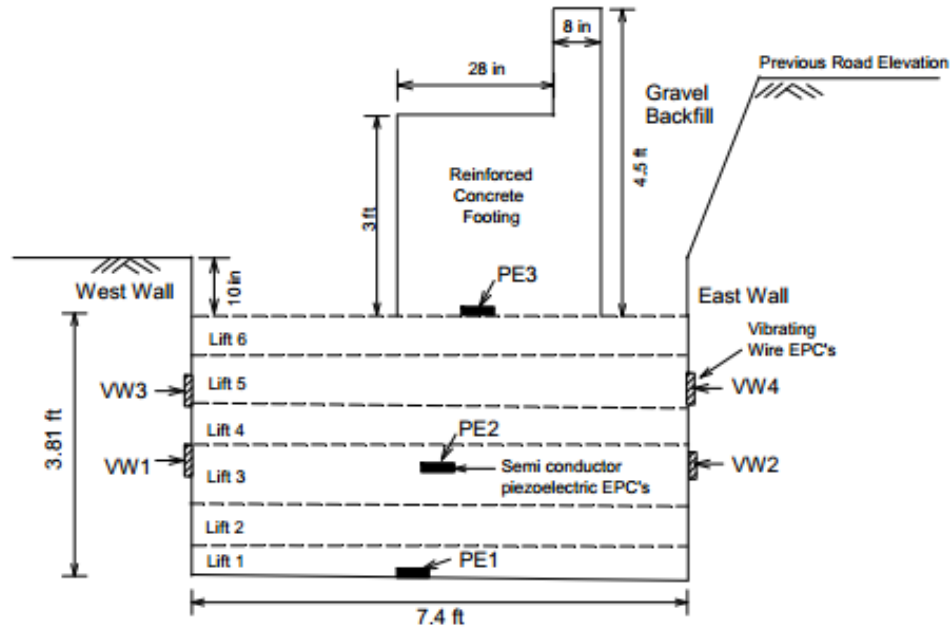 8 in
Previous Road Elevation
28 in
Gravel
Backfill
4.5 ft
Reinforced
Concrete
Footing
3 ft
10 in
West Wall
PE3
East Wall
Vibrating
Wire EPC's
Lift 6
VW3
Lift 5
VW4
3.81 ft
Lift 4
PE2
VW1
Lift 3
Semi conductor
piezoelectric EPC's
VW2
Lift 2
Lift 1
PE1
7.4 ft